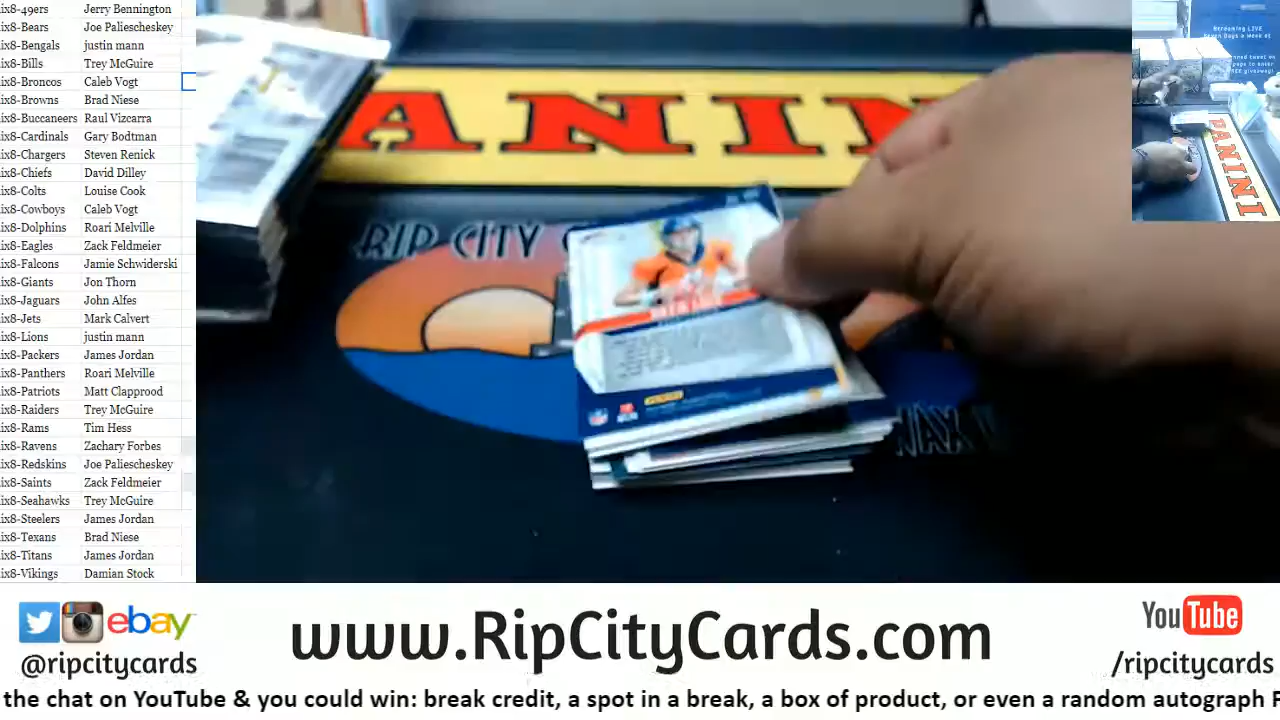 ix8-49ers Jerry Bennington
ix8-Bears Joe Paliescheskey
ix8-Bengals justin mann
ix8-Bills Trey McGuire
ix8-Broncos Caleb Vogt
ix8-Browns Brad Niese
ix8-Buccaneers Raul Vizcarra
ix8-Cardinals Gary Bodtman
ix8-Chargers Steven Renick
ix8-Chiefs David Dilley
ix8-Colts Louise Cook
ix8-Cowboys Caleb Vogt
ix8-Dolphins Roari Melville
ix8-Eagles Zack Feldmeier
ix8-Falcons Jamie Schwiderski
ix8-Giants Jon Thorn
ix8-Jaguars John Alfes
ix8-Jets Mark Calvert
ix8-Lions justin mann
ix8-Packers James Jordan
ix8-Panthers Roari Melville
ix8-Patriots Matt Clapprood
ix8-Raiders Trey McGuire
ix8-Rams Tim Hess
ix8-Ravens Zachary Forbes
ix8-Redskins Joe Paliescheskey
ix8-Saints Zack Feldmeier
ix8-Seahawks Trey McGuire
ix8-Steelers James Jordan
ix8-Texans Brad Niese
ix8-Titans James Jordan
ix8-Vikings Damian Stock
ANINI
RIP CITY C
WAX
Streaming LIVE
Seven Days a week at
PANINI
ebay
@ripcitycards
www.RipCityCards.com
YouTube
/ripcitycards
the chat on YouTube & you could win: break credit, a spot in a break, a box of product, or even a random autograph F